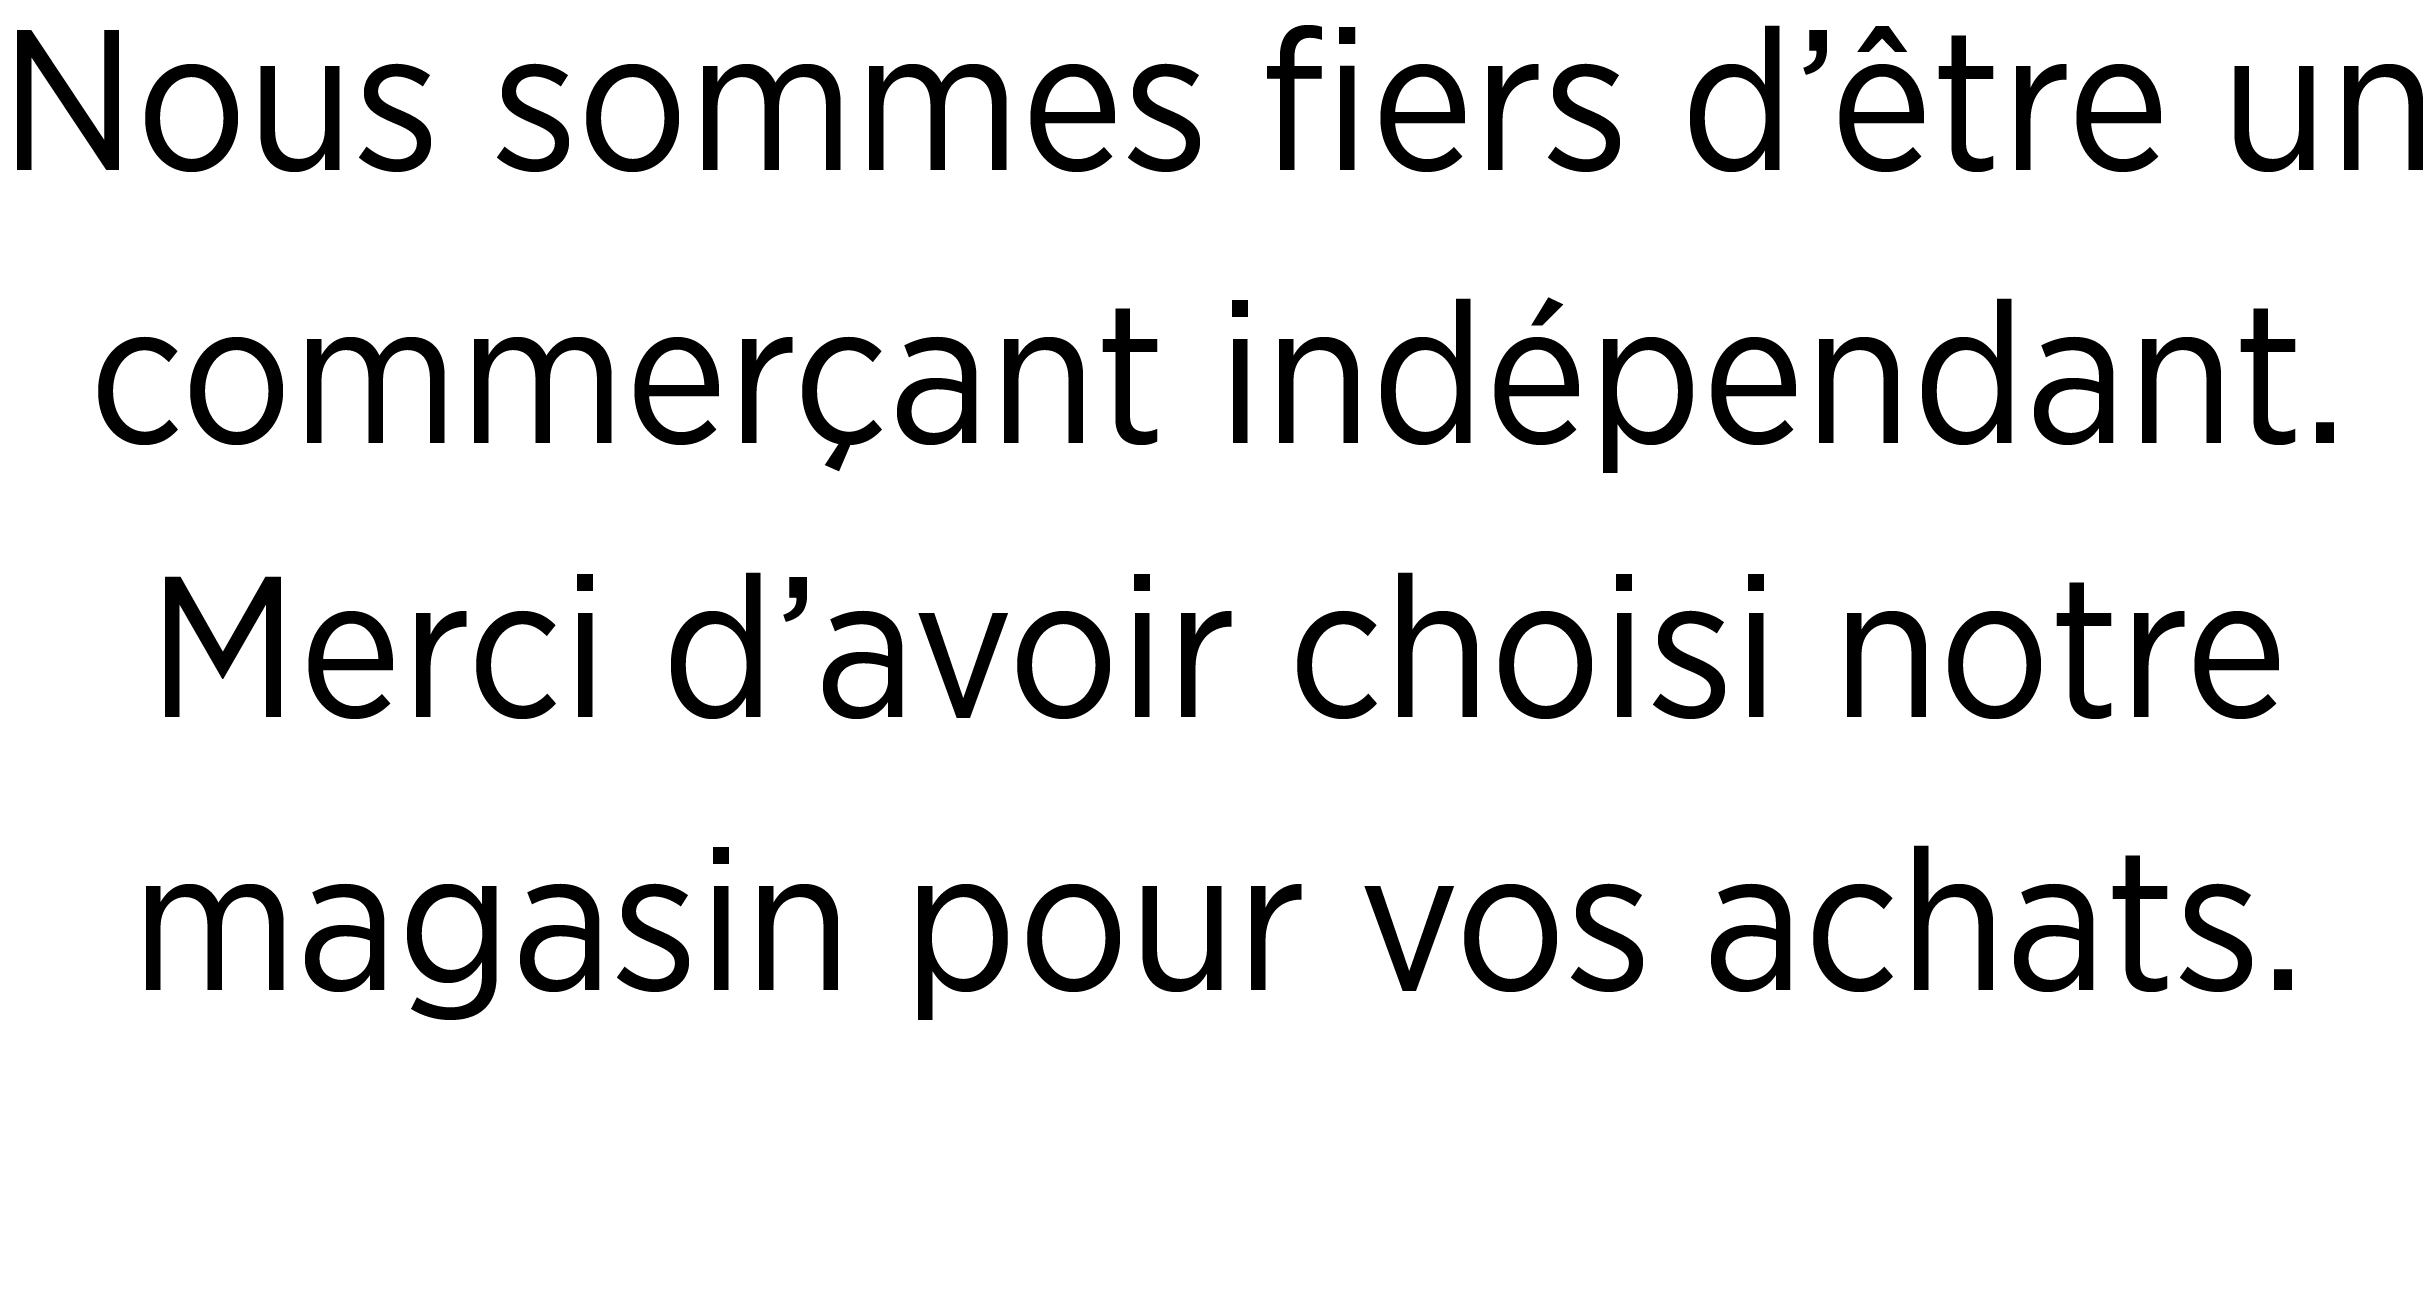 Nous sommes fiers d’être un
commerçant indépendant.
Merci d’avoir choisi notre
magasin pour vos achats.